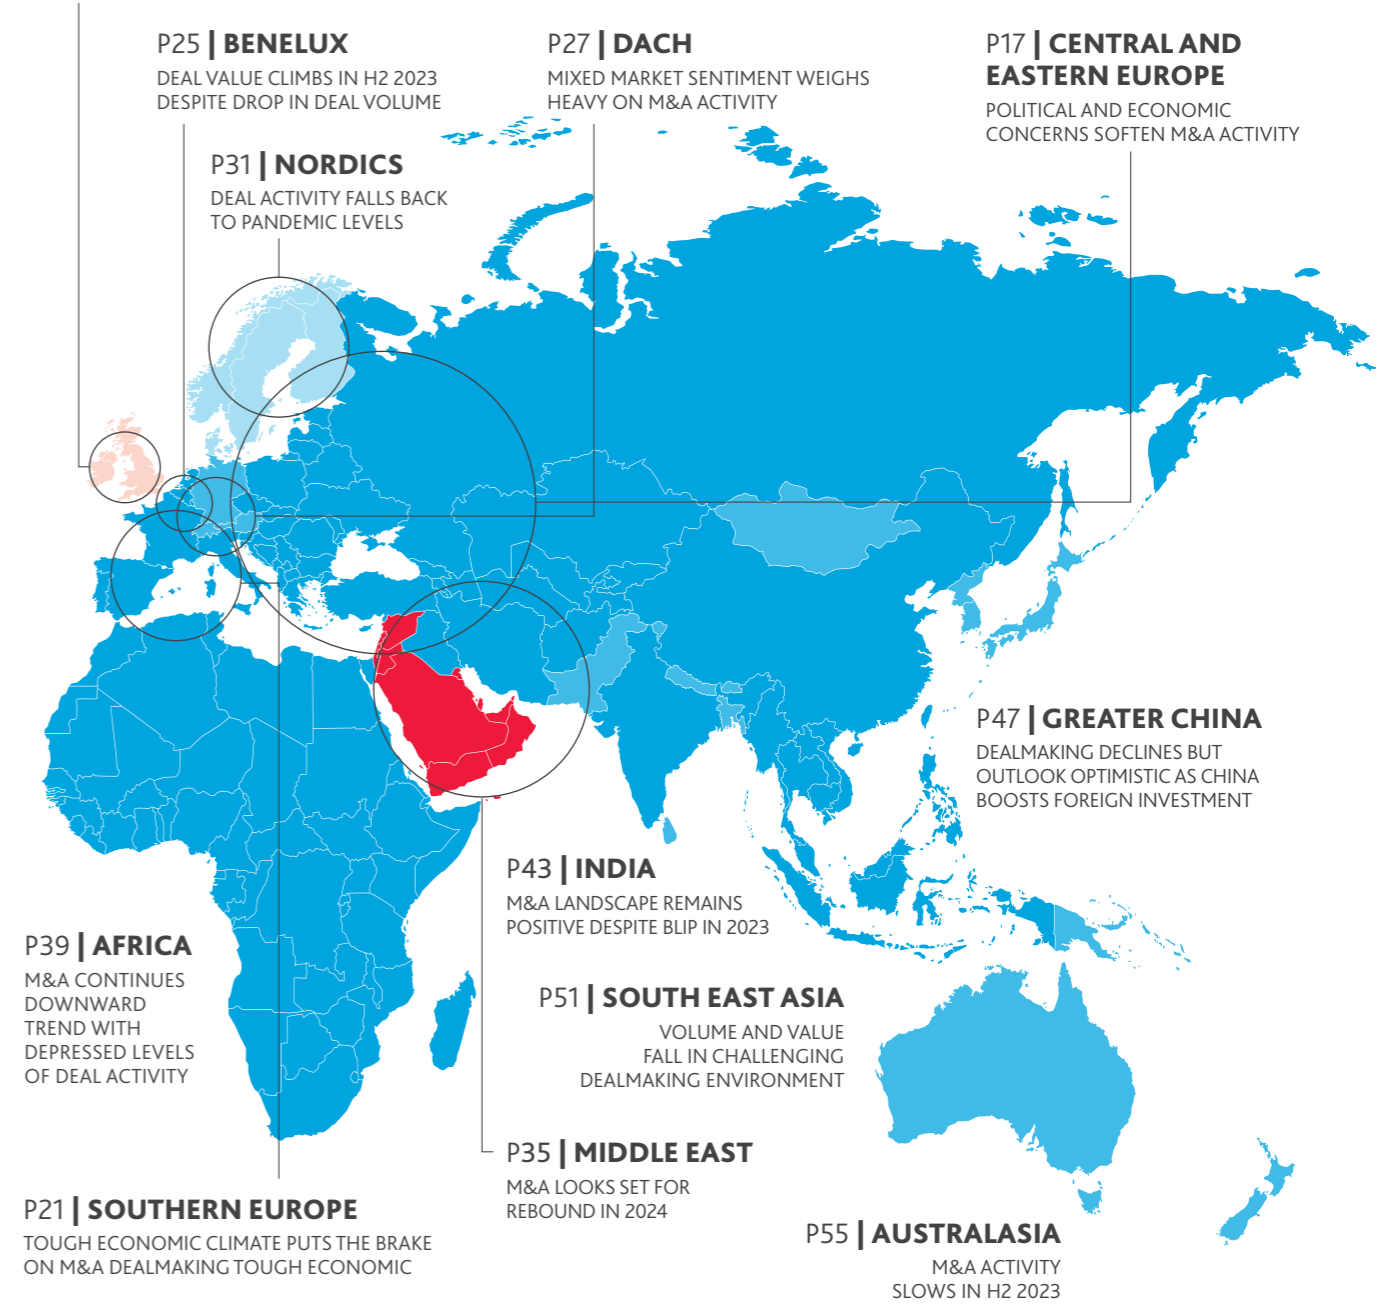 P25 | BENELUX
DEAL VALUE CLIMBS IN H2 2023
DESPITE DROP IN DEAL VOLUME
P27 | DACH
MIXED MARKET SENTIMENT WEIGHS
HEAVY ON M&A ACTIVITY
P17 | CENTRAL AND
EASTERN EUROPE
POLITICAL AND ECONOMIC
CONCERNS SOFTEN M&A ACTIVITY
P31 | NORDICS
DEAL ACTIVITY FALLS BACK
TO PANDEMIC LEVELS
P47 | GREATER CHINA
DEALMAKING DECLINES BUT
OUTLOOK OPTIMISTIC AS CHINA
BOOSTS FOREIGN INVESTMENT
P43 | INDIA
M&A LANDSCAPE REMAINS
POSITIVE DESPITE BLIP IN 2023
P39 | AFRICA
M&A CONTINUES
DOWNWARD
TREND WITH
DEPRESSED LEVELS
OF DEAL ACTIVITY
P51 | SOUTH EAST ASIA
VOLUME AND VALUE
FALL IN CHALLENGING
DEALMAKING ENVIRONMENT
P35 | MIDDLE EAST
M&A LOOKS SET FOR
REBOUND IN 2024
P21 | SOUTHERN EUROPE
TOUGH ECONOMIC CLIMATE PUTS THE BRAKE
ON M&A DEALMAKING TOUGH ECONOMIC
P55 | AUSTRALASIA
M&A ACTIVITY
SLOWS IN H2 2023